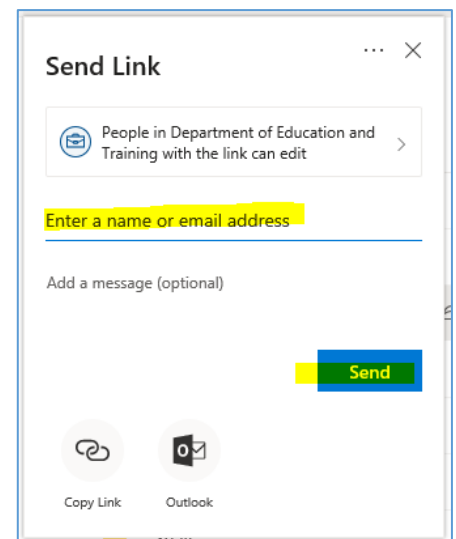 Send Link
People in Department of Education and
Training with the link can edit
Enter a name or email address
Add a message (optional)
Send
Copy Link
Outlook